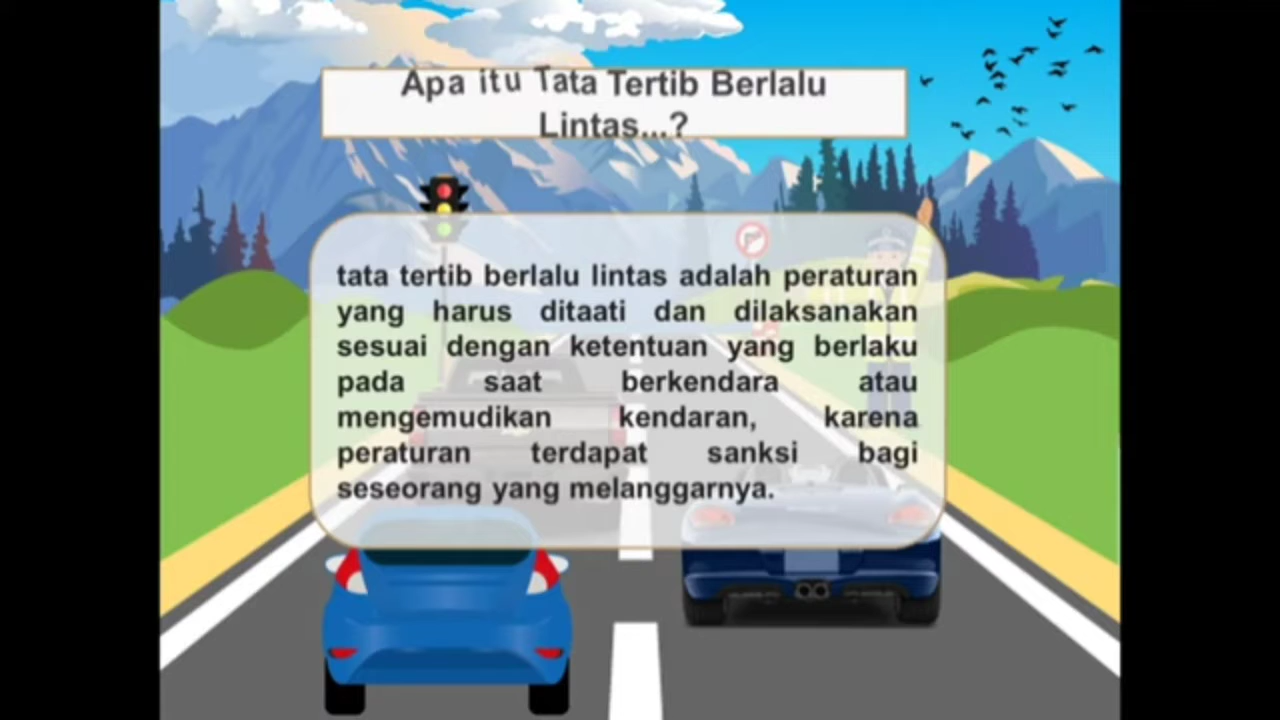 Apa itu Tata Tertib Berlalu
Lintas...?
tata tertib berlalu lintas adalah peraturan
yang harus ditaati dan dilaksanakan
sesuai dengan ketentuan yang berlaku
pada saat berkendara atau
mengemudikan kendaran, karena
peraturan terdapat sanksi bagi
seseorang yang melanggarnya.